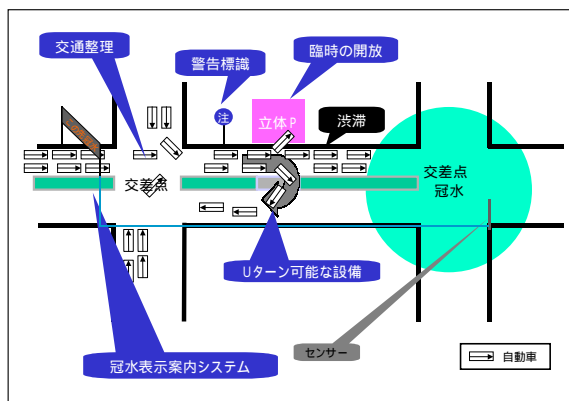 交通整理
警告標識
臨時の開放
注
立体P
渋滞
交差点
交差点
冠水
Uターン可能な設備
冠水表示案内システム
センサー
自動車